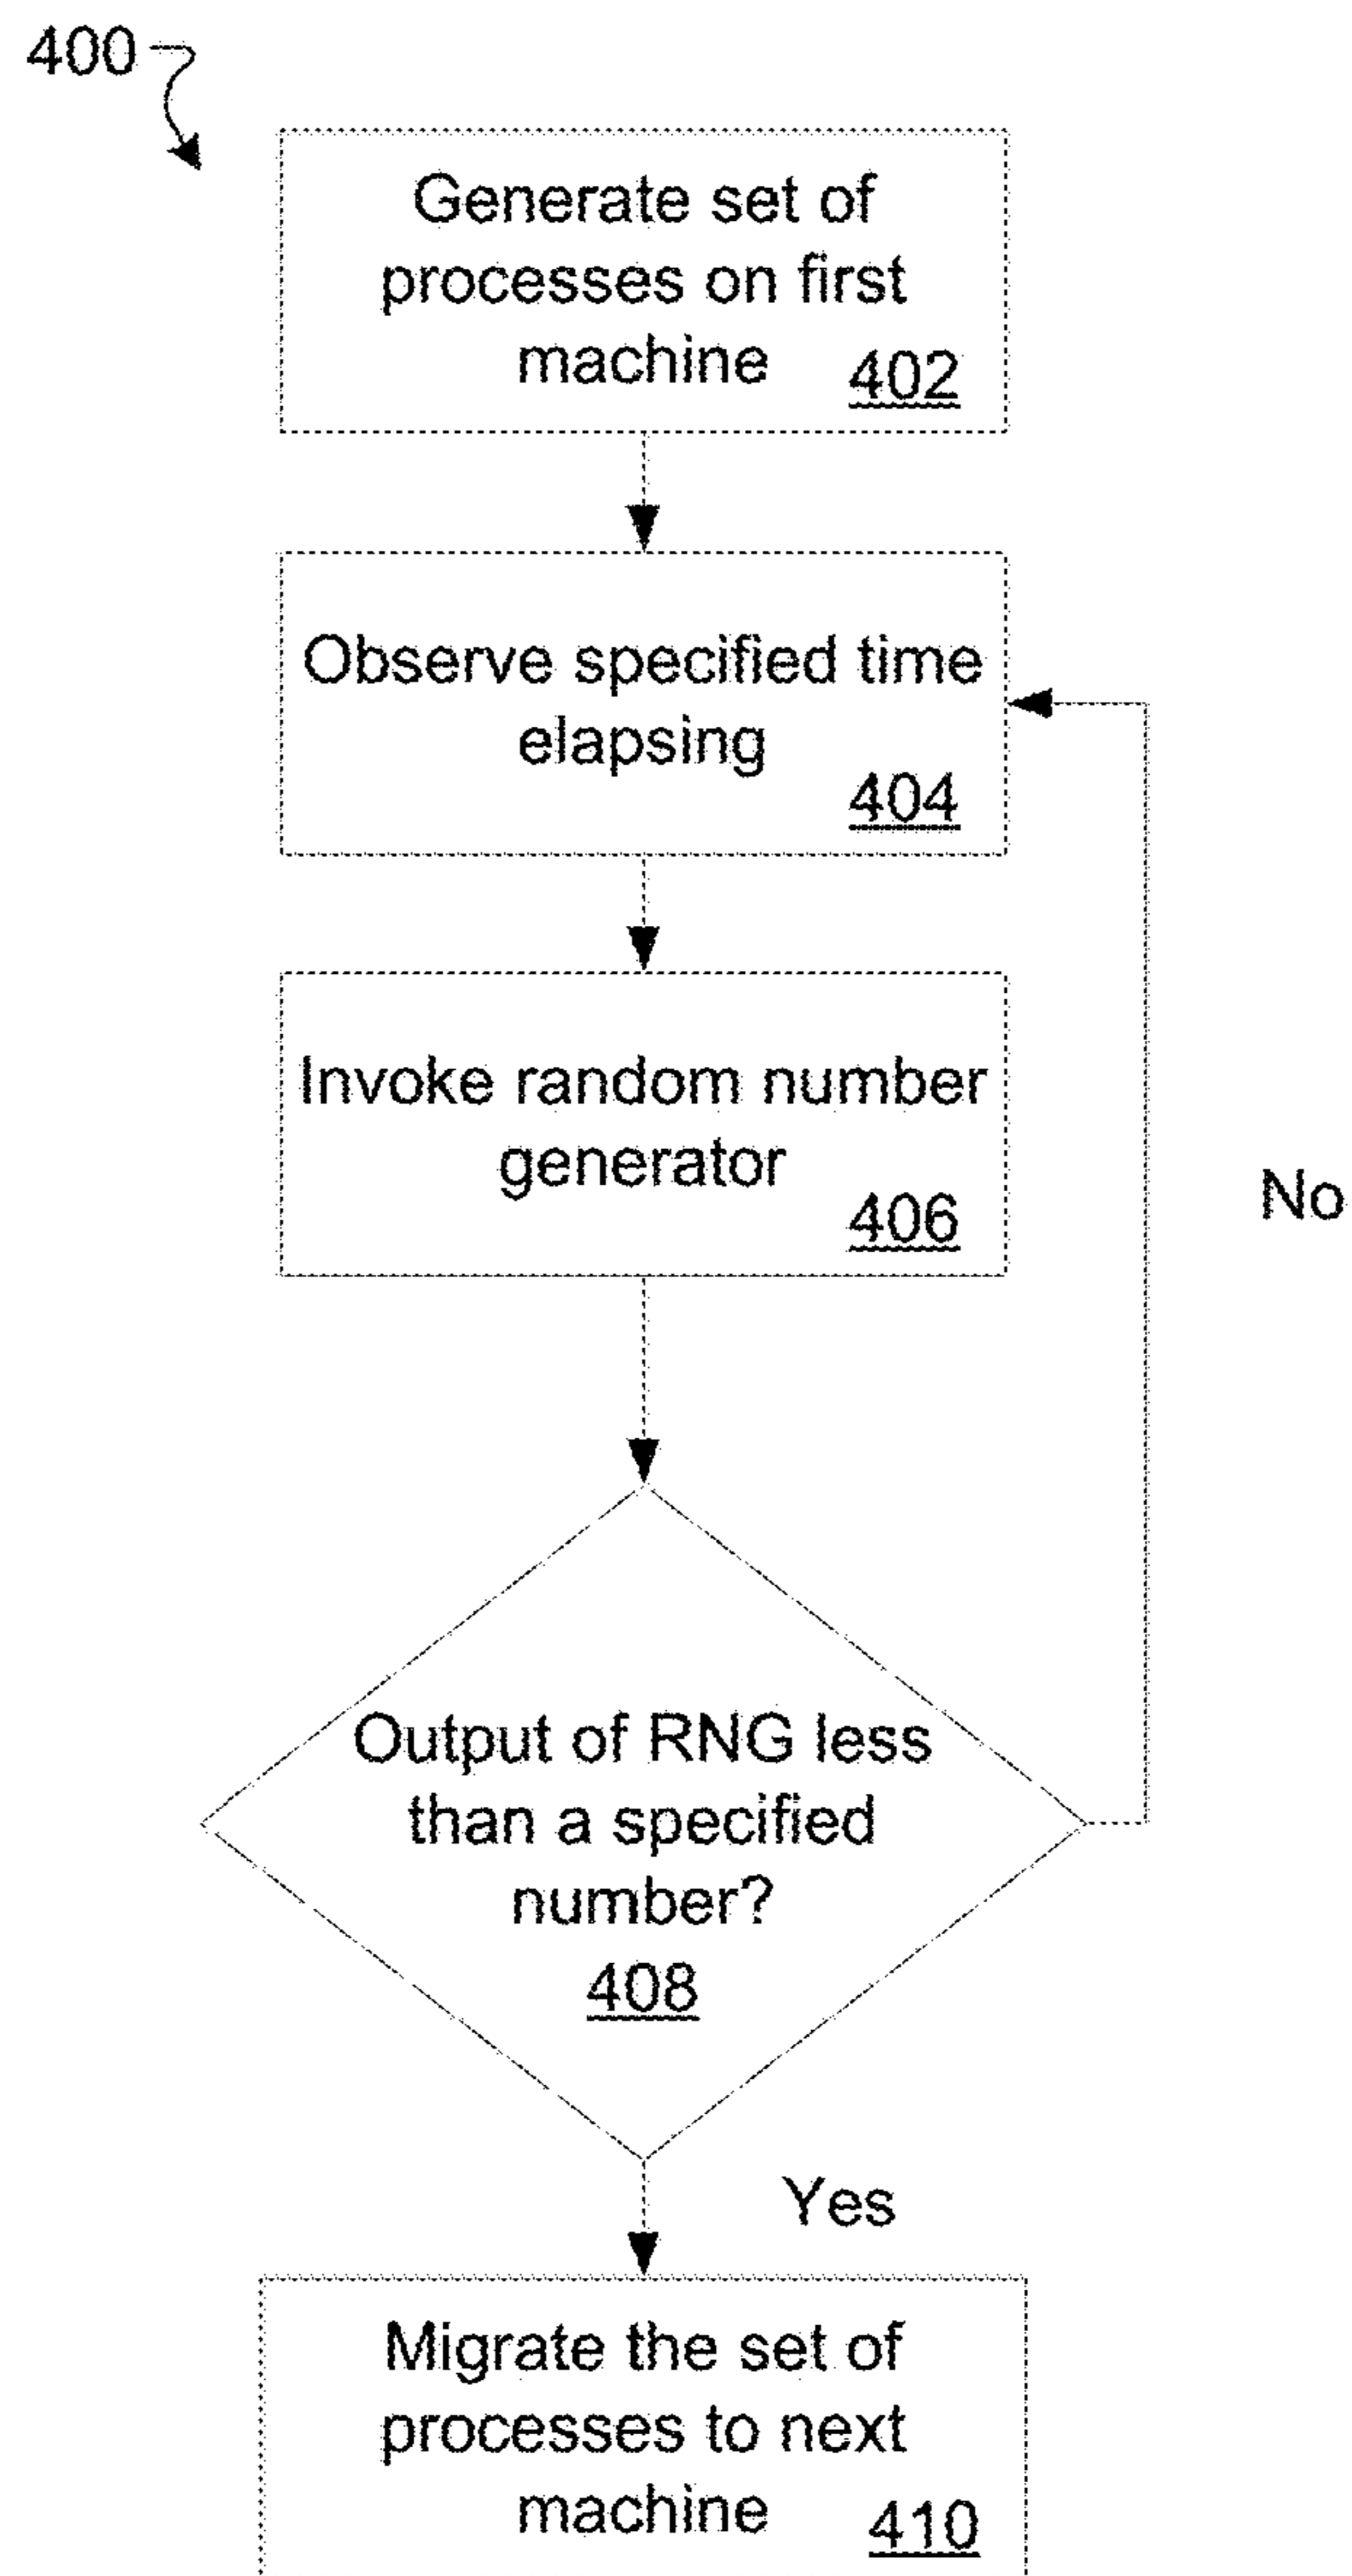 400
Generate set of
processes on first
machine 402
Observe specified time
elapsing
404
Invoke random number
generator
406
No
Output of RNG less
than a specified
number?
408
Yes
Migrate the set of
processes to next
machine 410